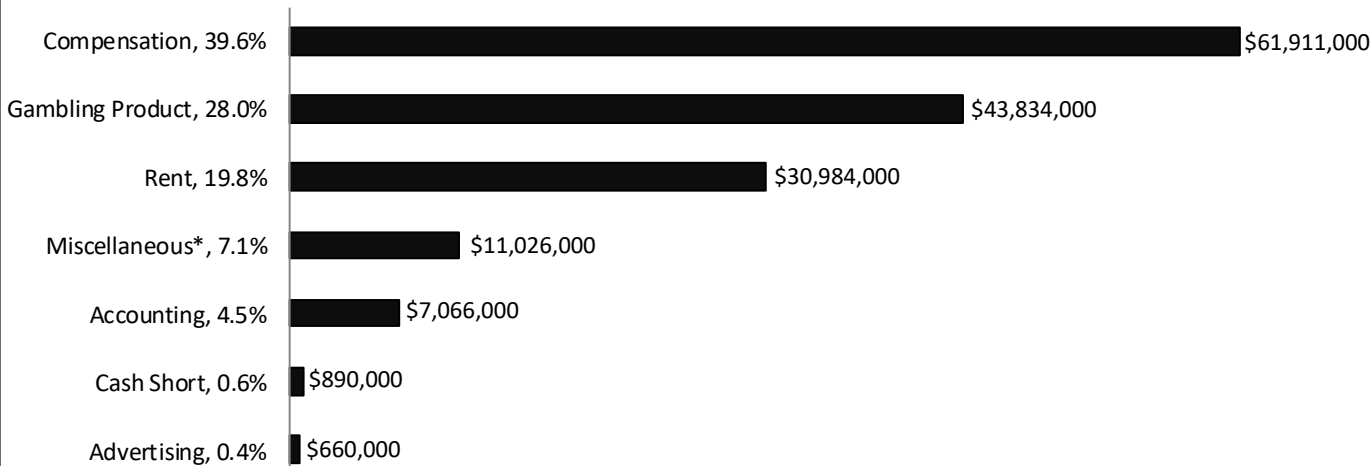 Compensation, 39.6% $61,911,000
Gambling Product, 28.0% $43,834,000
Rent, 19.8% $30,984,000
Miscellaneous*, 7.1% $11,026,000
Accounting, 4.5% $7,066,000
Cash Short, 0.6% $890,000
Advertising, 0.4% $660,000